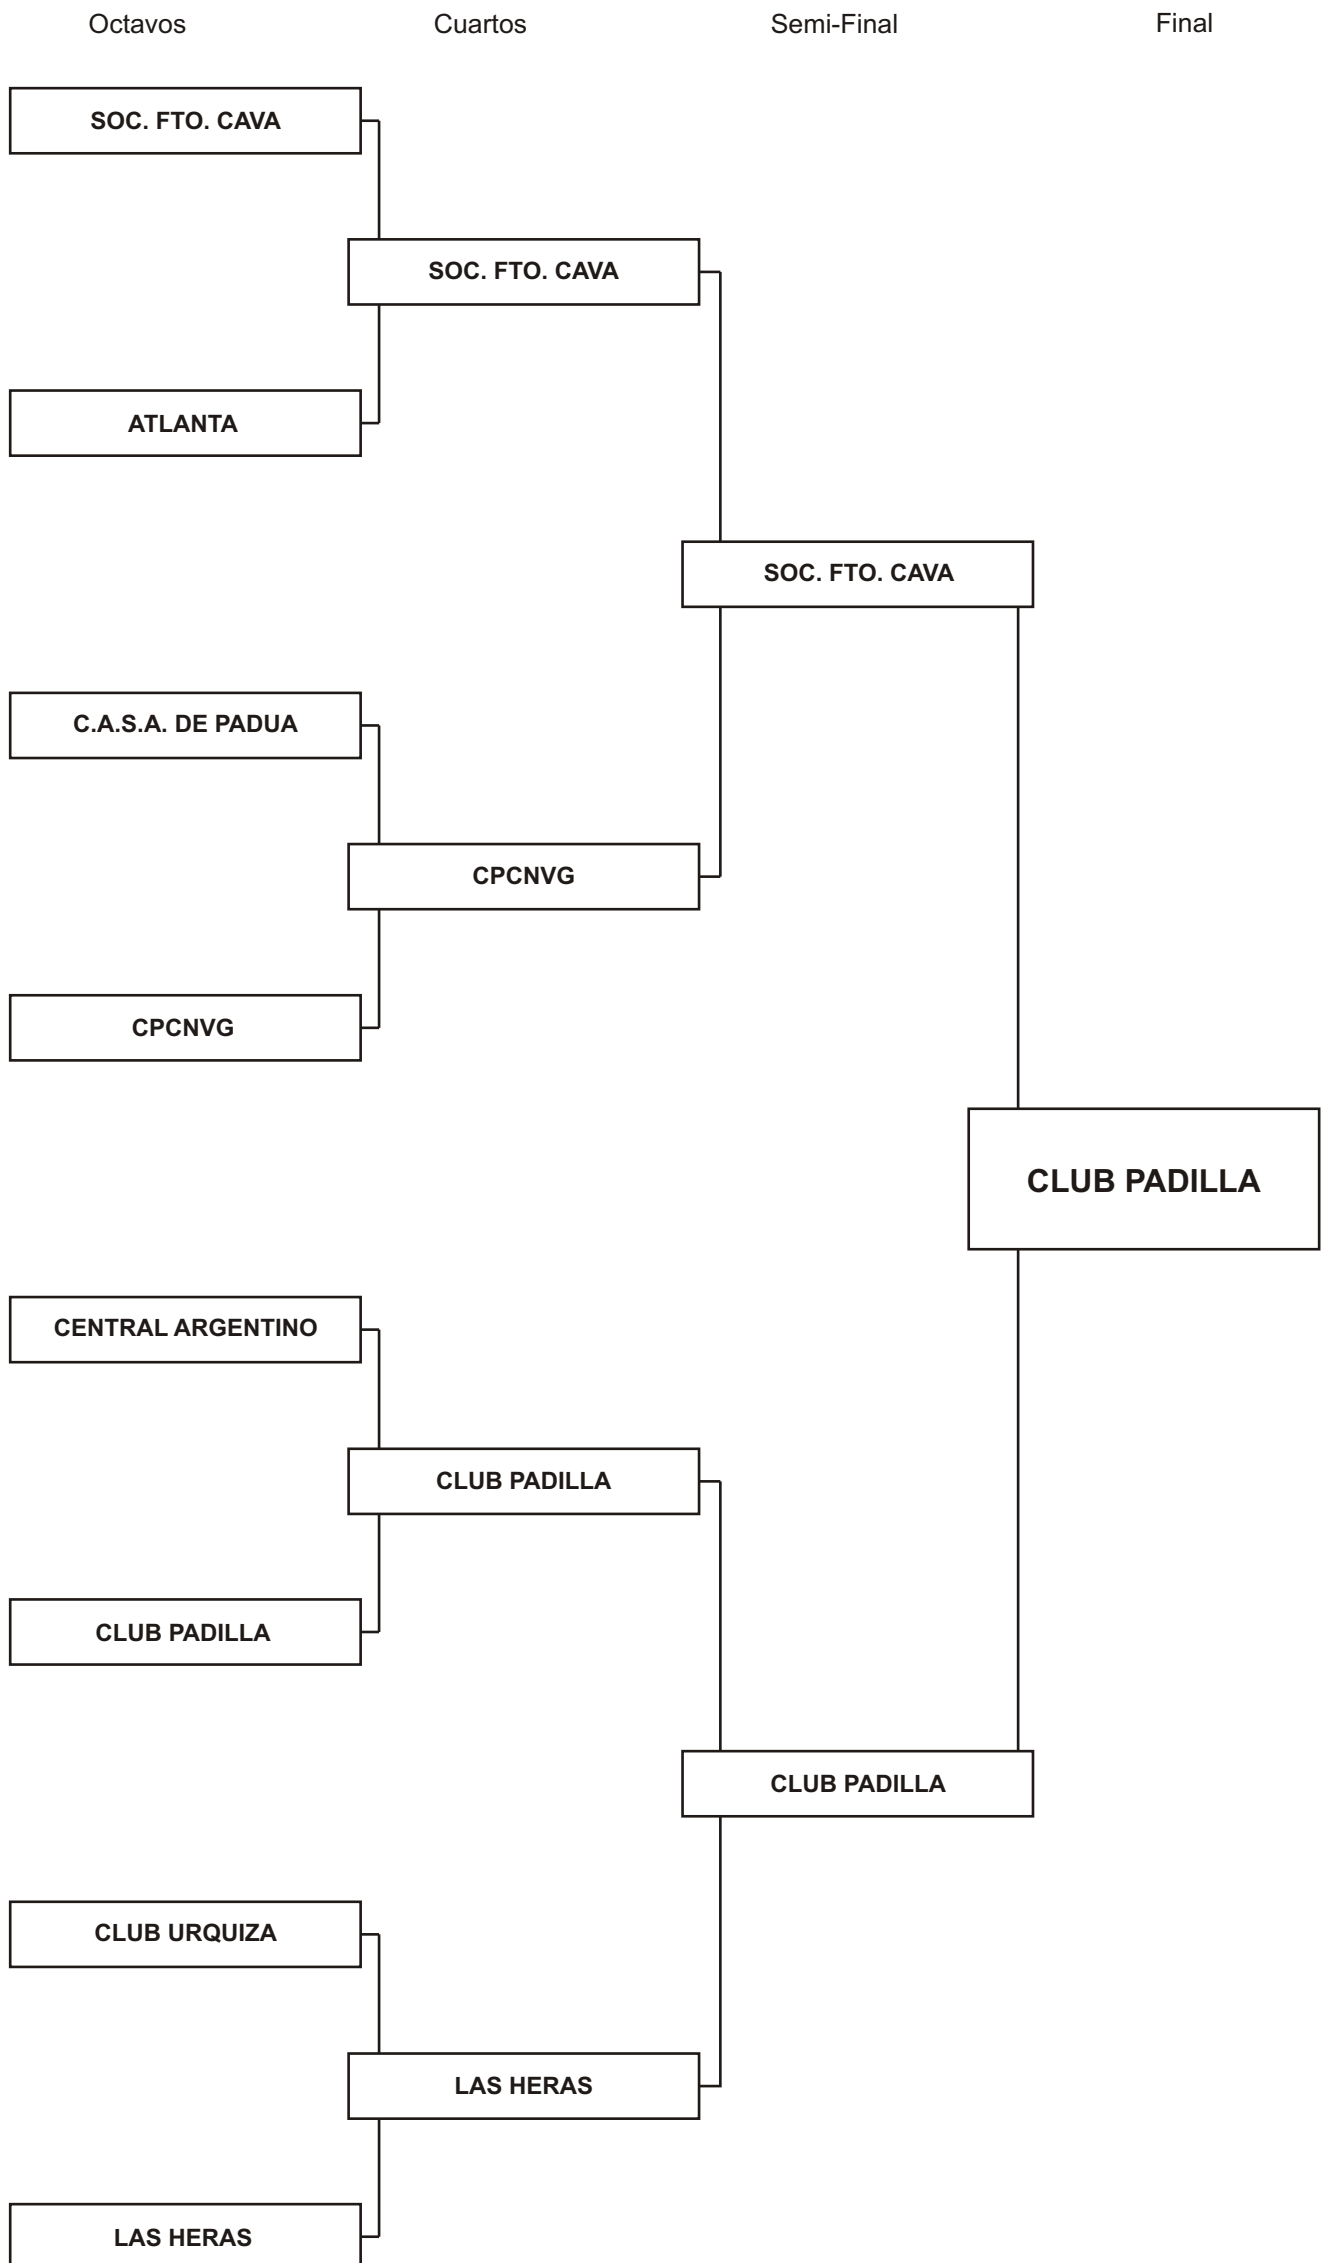 Octavos
Cuartos
Semi-Final
Final
SOC. FTO. CAVA
SOC. FTO. CAVA
ATLANTA
SOC. FTO. CAVA
C.A.S.A. DE PADUA
CPCNVG
CPCNVG
CLUB PADILLA
CENTRAL ARGENTINO
CLUB PADILLA
CLUB PADILLA
CLUB PADILLA
CLUB URQUIZA
LAS HERAS
LAS HERAS